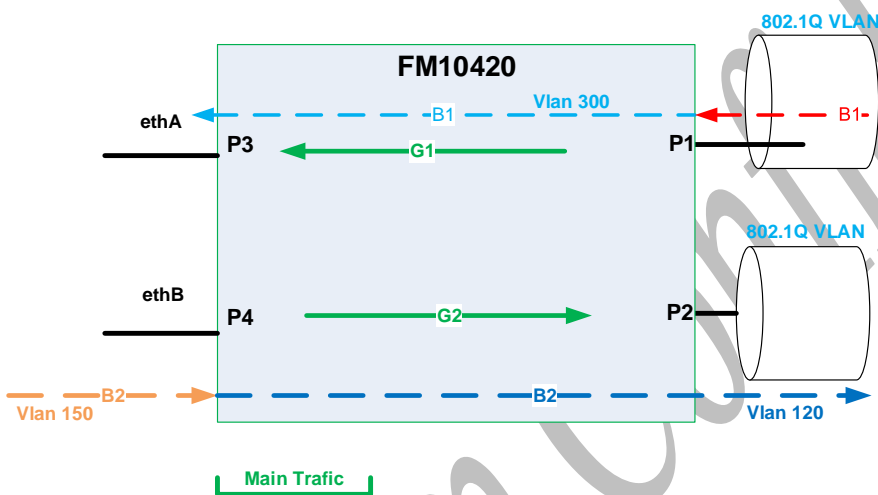 802.1Q VLAN
FM10420
Vlan 300
B1
B1
ethA
P3
G1
P1
802.1Q VLAN
ethB
P4
G2
P2
B2
B2
Vlan 150
Vlan 120
Main Trafic